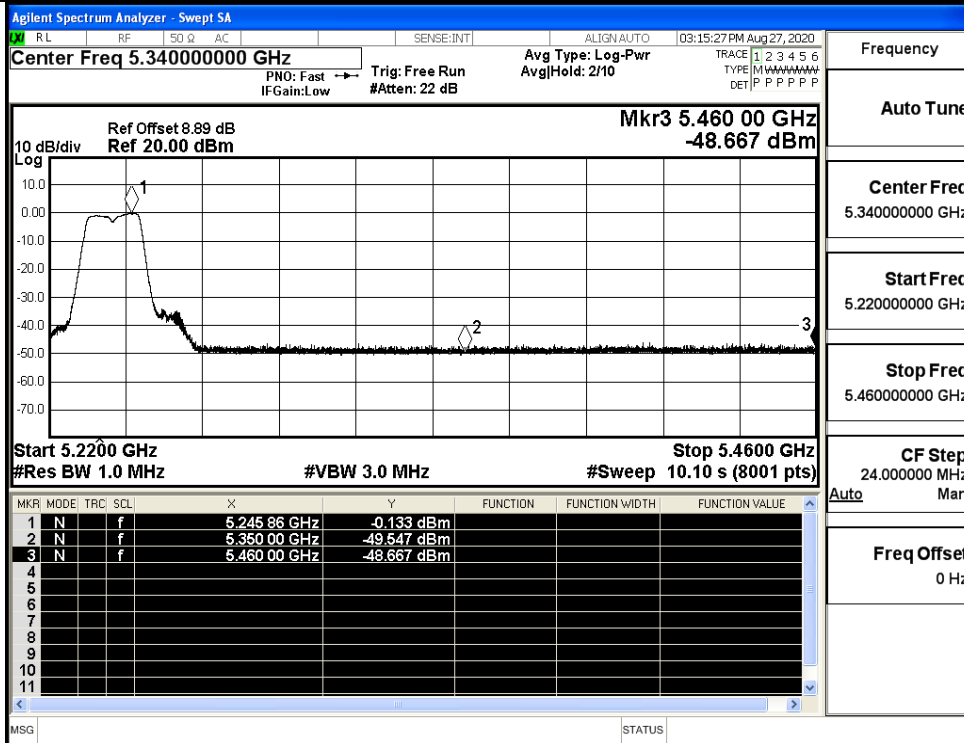 Agilent Spectrum Analyzer - Swept SA
LXI RL RF 50 Ω AC SENSE:INT ALIGN AUTO 03:15:27 PM Aug 27, 2020
Center Freq 5.340000000 GHz
PNO: Fast
IFGain:Low
Trig: Free Run
#Atten: 22 dB
Avg Type: Log-Pwr
Avg|Hold: 2/10
TRACE 1 2 3 4 5 6
TYPE M WWWWW
DET P P P P P P
Ref Offset 8.89 dB
10 dB/div Ref 20.00 dBm
Log
Mkr3 5.460 00 GHz
-48.667 dBm
10.0
0.00
-10.0
-20.0
-30.0
-40.0
-50.0
-60.0
-70.0
1
2
3
Start 5.2200 GHz Stop 5.4600 GHz
#Res BW 1.0 MHz #VBW 3.0 MHz #Sweep 10.10 s (8001 pts)
MKR MODE TRC SCL X Y FUNCTION FUNCTION WIDTH FUNCTION VALUE
1 N f 5.245 86 GHz -0.133 dBm
2 N f 5.350 00 GHz -49.547 dBm
3 N f 5.460 00 GHz -48.667 dBm
4
5
6
7
8
9
10
11
MSG STATUS
Frequency
Auto Tune
Center Freq
5.340000000 GHz
Start Freq
5.220000000 GHz
Stop Freq
5.460000000 GHz
CF Step
24.000000 MHz
Auto Man
Freq Offset
0 Hz